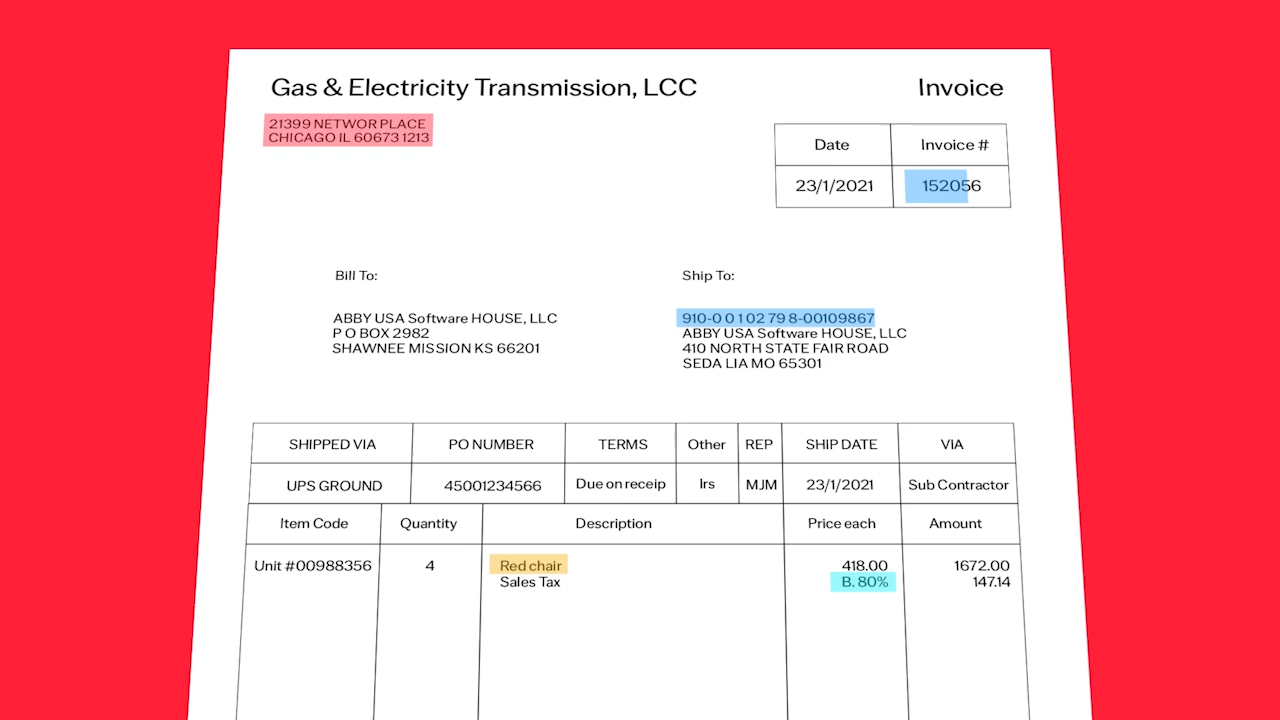 Gas & Electricity Transmission, LCC
Invoice
21399 NETWOR PLACE
CHICAGO IL 60673 1213
Date Invoice #
23/1/2021 152056
Bill To: Ship To:
910-0 0 1 02 79 8-00109867
ABBY USA Software HOUSE, LLC ABBY USA Software HOUSE, LLC
P O BOX 2982 410 NORTH STATE FAIR ROAD
SHAWNEE MISSION KS 66201 SEDA LIA MO 65301
SHIPPED VIA PO NUMBER TERMS Other REP SHIP DATE VIA
UPS GROUND 45001234566 Due on receip Irs MJM 23/1/2021 Sub Contractor
Item Code Quantity Description Price each Amount
Unit #00988356 4 Red chair 418.00 1672.00
Sales Tax B. 80% 147.14